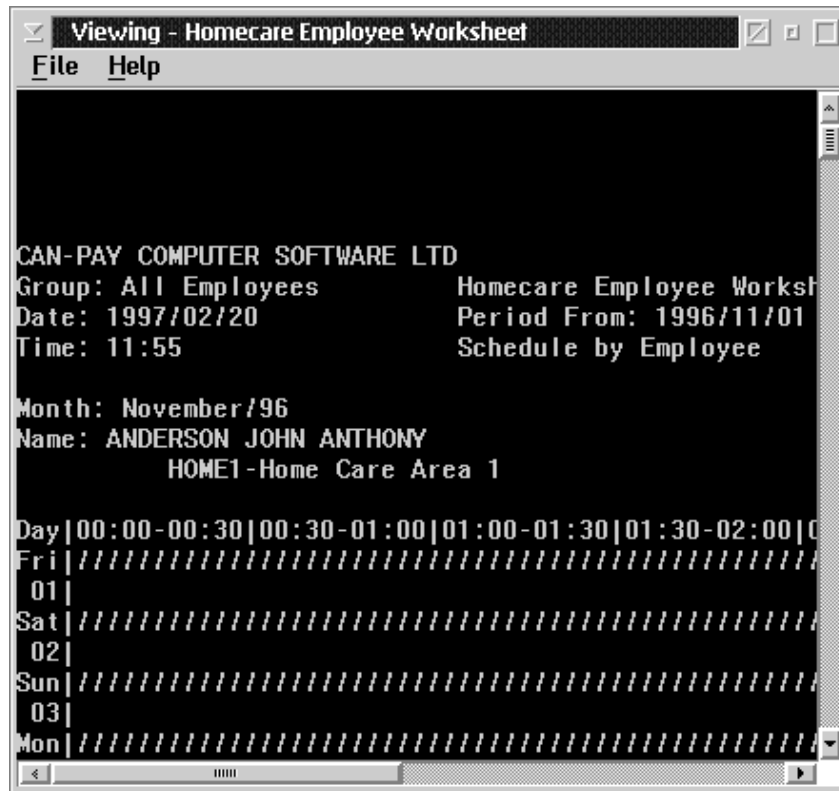 Viewing - Homecare Employee Worksheet
File Help
CAN-PAY COMPUTER SOFTWARE LTD
Group: All Employees Homecare Employee Worksh
Date: 1997/02/20 Period From: 1996/11/01
Time: 11:55 Schedule by Employee
Month: November/96
Name: ANDERSON JOHN ANTHONY
HOME1-Home Care Area 1
Day|00:00-00:30|00:30-01:00|01:00-01:30|01:30-02:00|0
Fri|/////////////////////////////////////////////////
01|
Sat|/////////////////////////////////////////////////
02|
Sun|/////////////////////////////////////////////////
03|
Mon|/////////////////////////////////////////////////